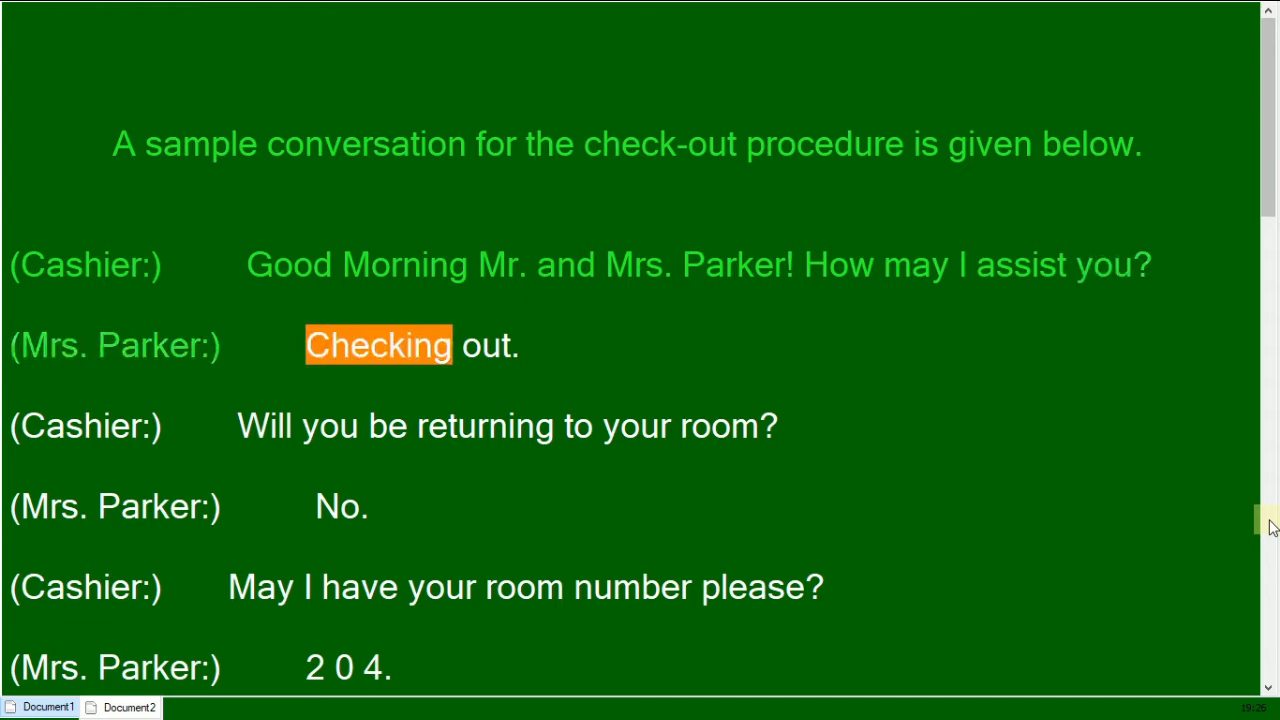 A sample conversation for the check-out procedure is given below.
(Cashier:) Good Morning Mr. and Mrs. Parker! How may I assist you?
(Mrs. Parker:) Checking out.
(Cashier:) Will you be returning to your room?
(Mrs. Parker:) No.
(Cashier:) May I have your room number please?
(Mrs. Parker:) 2 0 4.
Document1 Document2 19:26